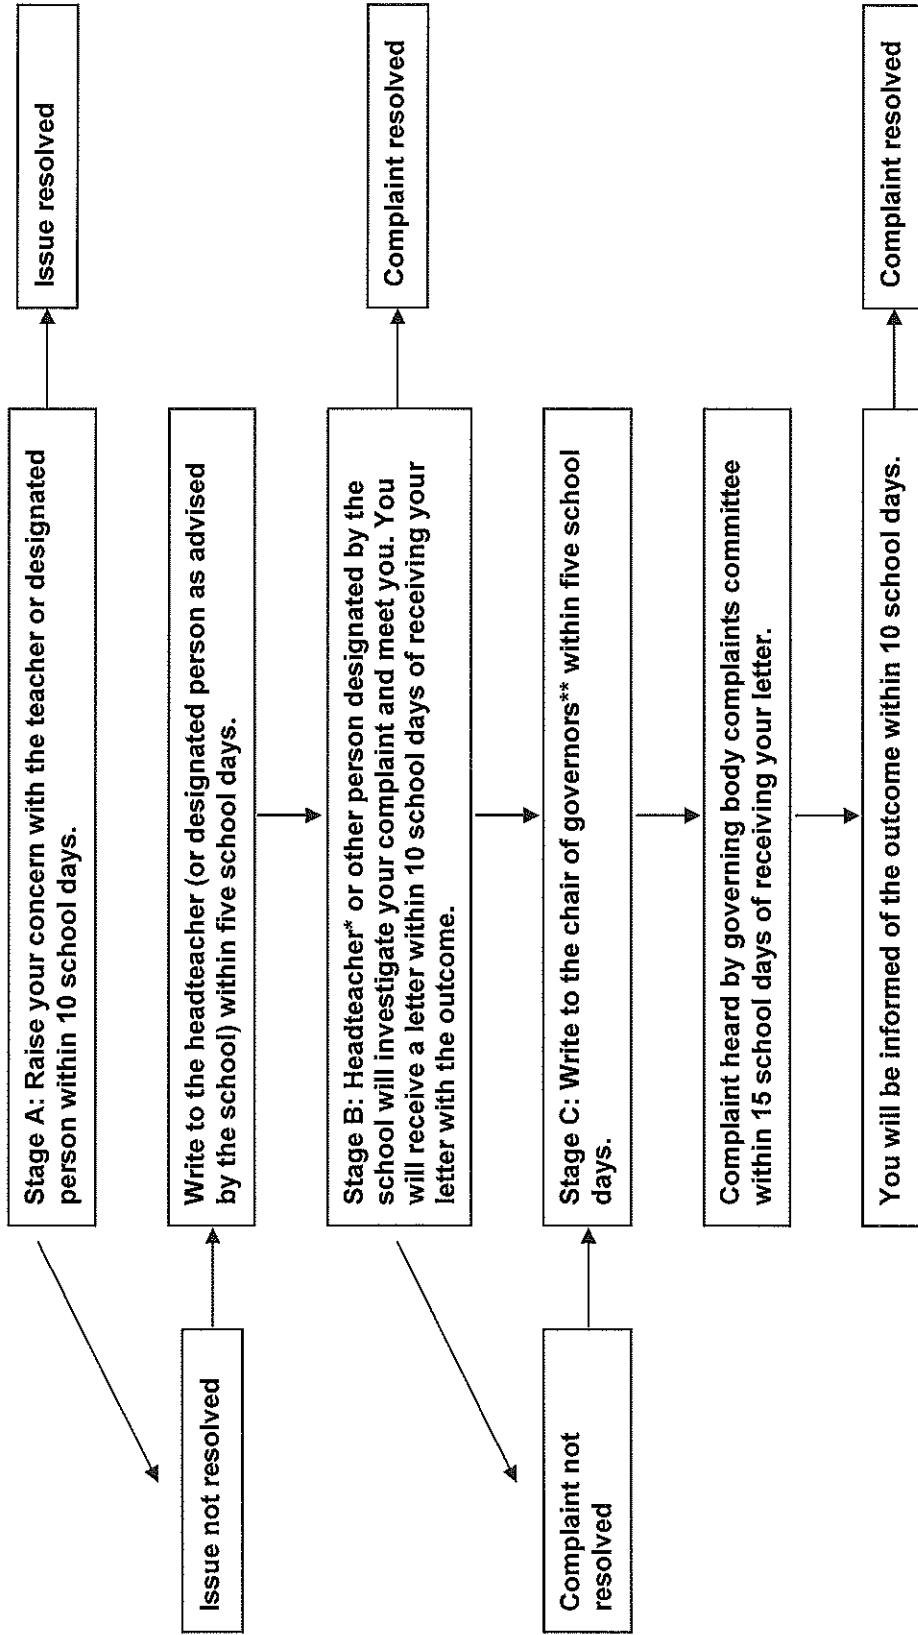 Stage A: Raise your concern with the teacher or designated
person within 10 school days.
Issue resolved
Issue not resolved
Write to the headteacher (or designated person as advised
by the school) within five school days.
Stage B: Headteacher* or other person designated by the
school will investigate your complaint and meet you. You
will receive a letter within 10 school days of receiving your
letter with the outcome.
Complaint resolved
Complaint not
resolved
Stage C: Write to the chair of governors** within five school
days.
Complaint heard by governing body complaints committee
within 15 school days of receiving your letter.
You will be informed of the outcome within 10 school days.
Complaint resolved